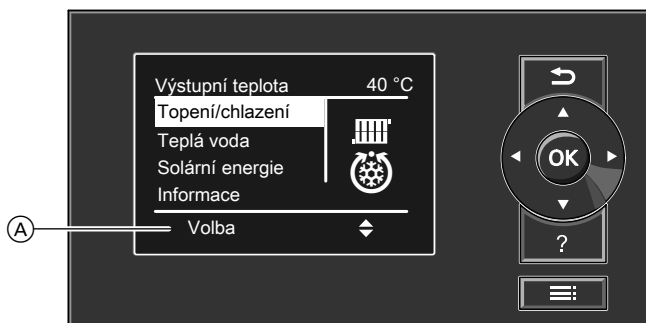 Výstupní teplota 40 °C
Topení/chlazení
Teplá voda
Solární energie
Informace
Volba
A
OK
?